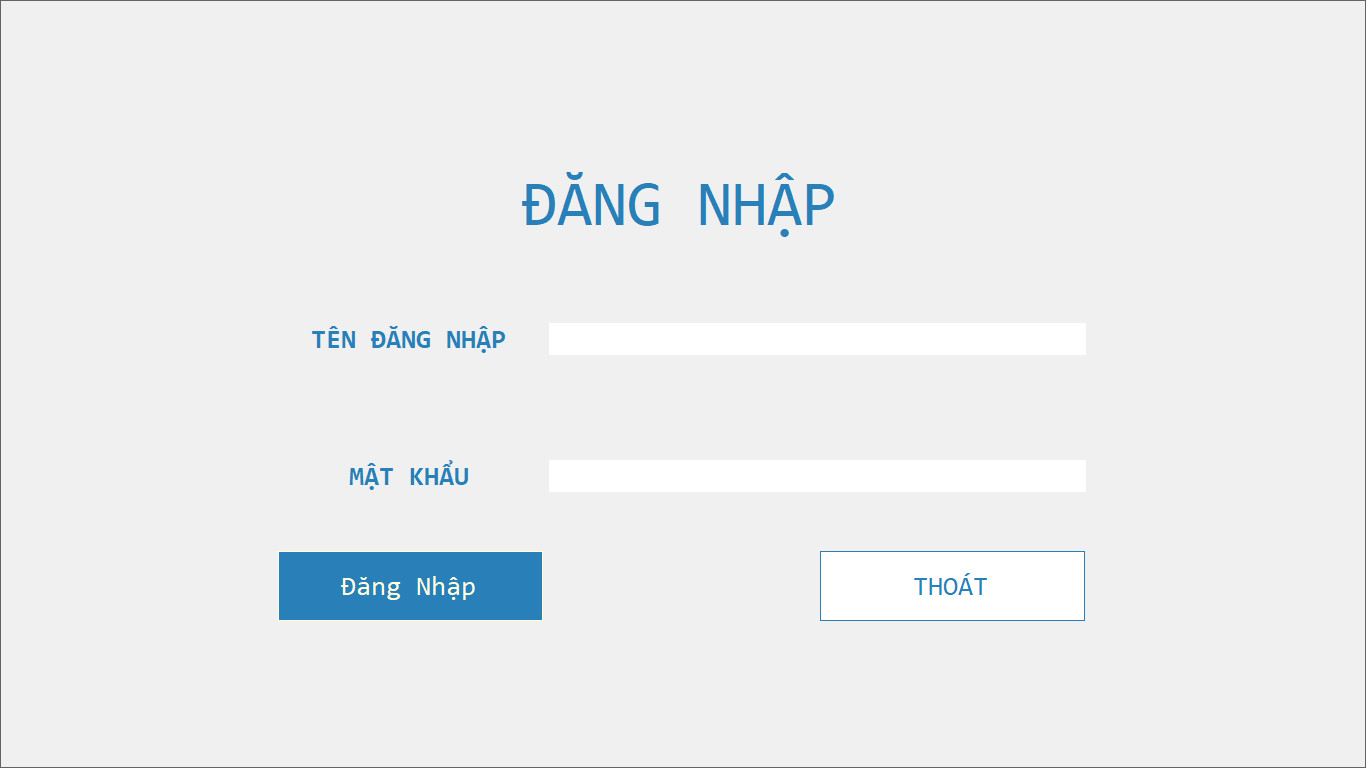 ĐĂNG NHẬP
TÊN ĐĂNG NHẬP
MẬT KHẨU
Đăng Nhập
THOÁT